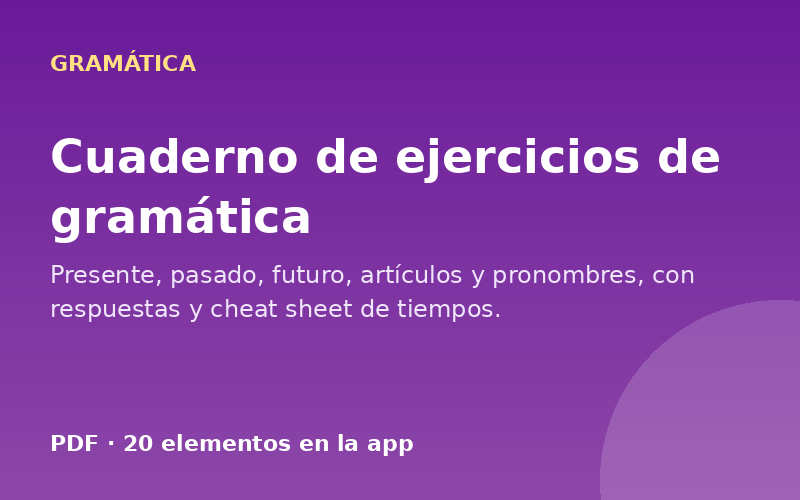 GRAMÁTICA
Cuaderno de ejercicios de
gramática
Presente, pasado, futuro, artículos y pronombres, con
respuestas y cheat sheet de tiempos.
PDF · 20 elementos en la app